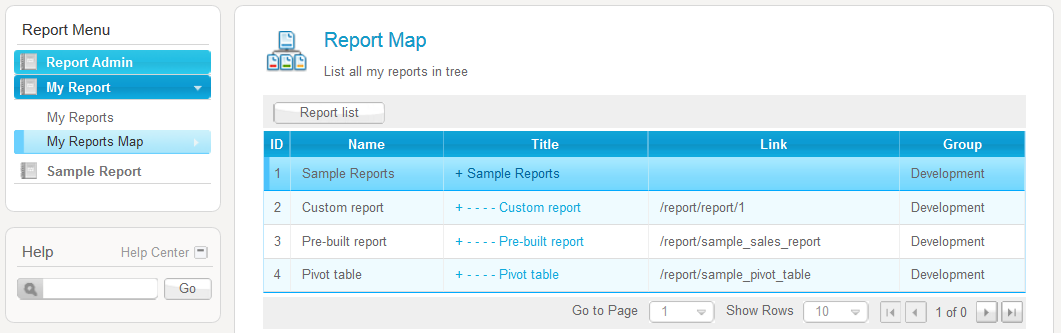 Report Menu
Report Admin
My Report
My Reports
My Reports Map
Sample Report
Help Help Center
Go
Report Map
List all my reports in tree
Report list
ID Name Title Link Group
1 Sample Reports + Sample Reports Development
2 Custom report + - - - - Custom report /report/report/1 Development
3 Pre-built report + - - - - Pre-built report /report/sample_sales_report Development
4 Pivot table + - - - - Pivot table /report/sample_pivot_table Development
Go to Page 1 Show Rows 10 1 of 0